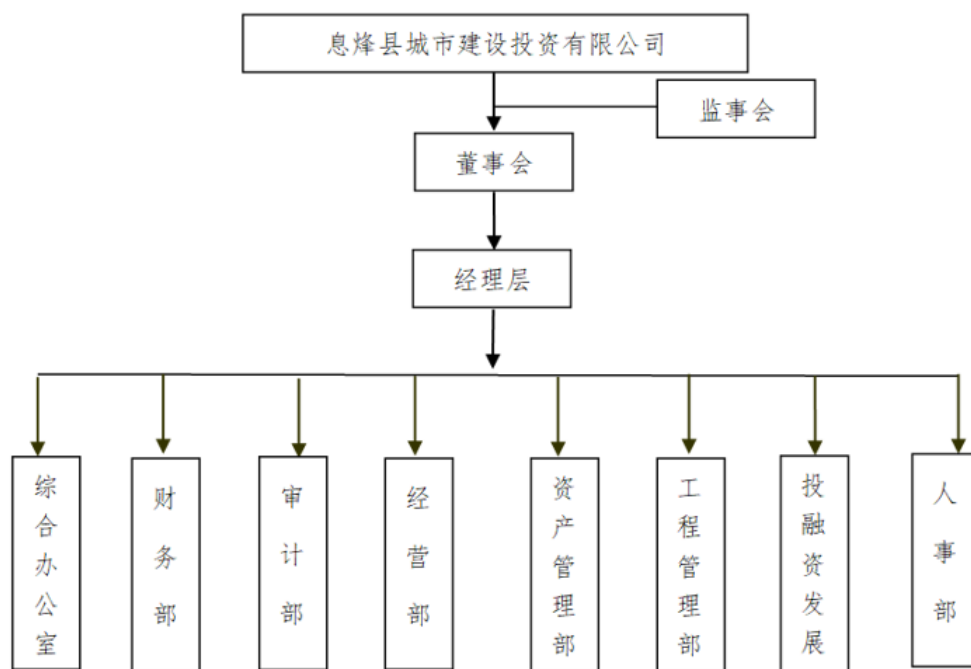 息烽县城市建设投资有限公司
监事会
董事会
经理层
综合办公室
财务部
审计部
经营部
资产管理部
工程管理部
投融资发展
人事部